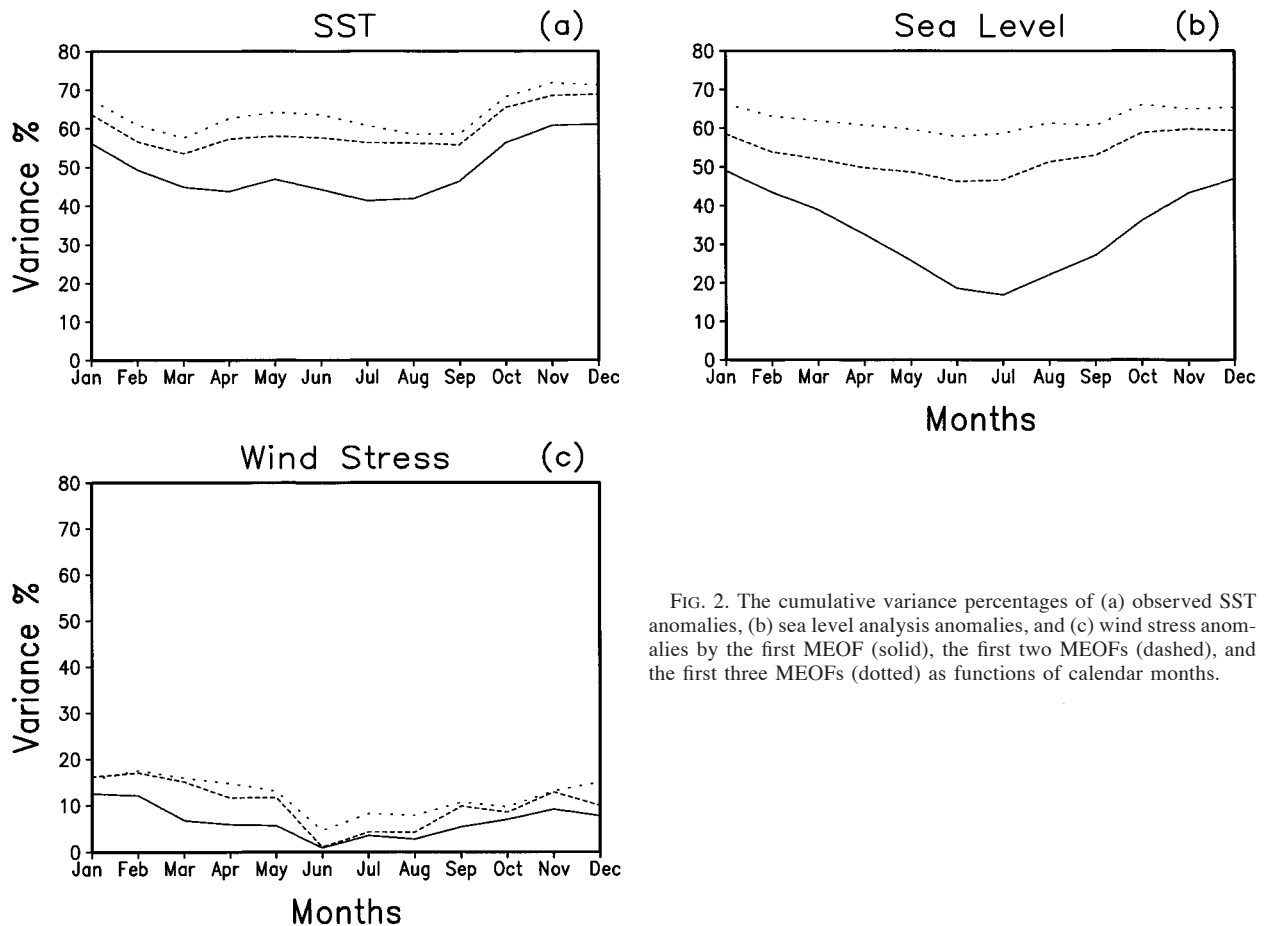 SST (a)
80
70
60
50
40
30
20
10
0
Variance %
Jan Feb Mar Apr May Jun Jul Aug Sep Oct Nov Dec
Sea Level (b)
80
70
60
50
40
30
20
10
0
Jan Feb Mar Apr May Jun Jul Aug Sep Oct Nov Dec
Months
Wind Stress (c)
80
70
60
50
40
30
20
10
0
Variance %
Jan Feb Mar Apr May Jun Jul Aug Sep Oct Nov Dec
Months
FIG. 2. The cumulative variance percentages of (a) observed SST
anomalies, (b) sea level analysis anomalies, and (c) wind stress anom-
alies by the first MEOF (solid), the first two MEOFs (dashed), and
the first three MEOFs (dotted) as functions of calendar months.